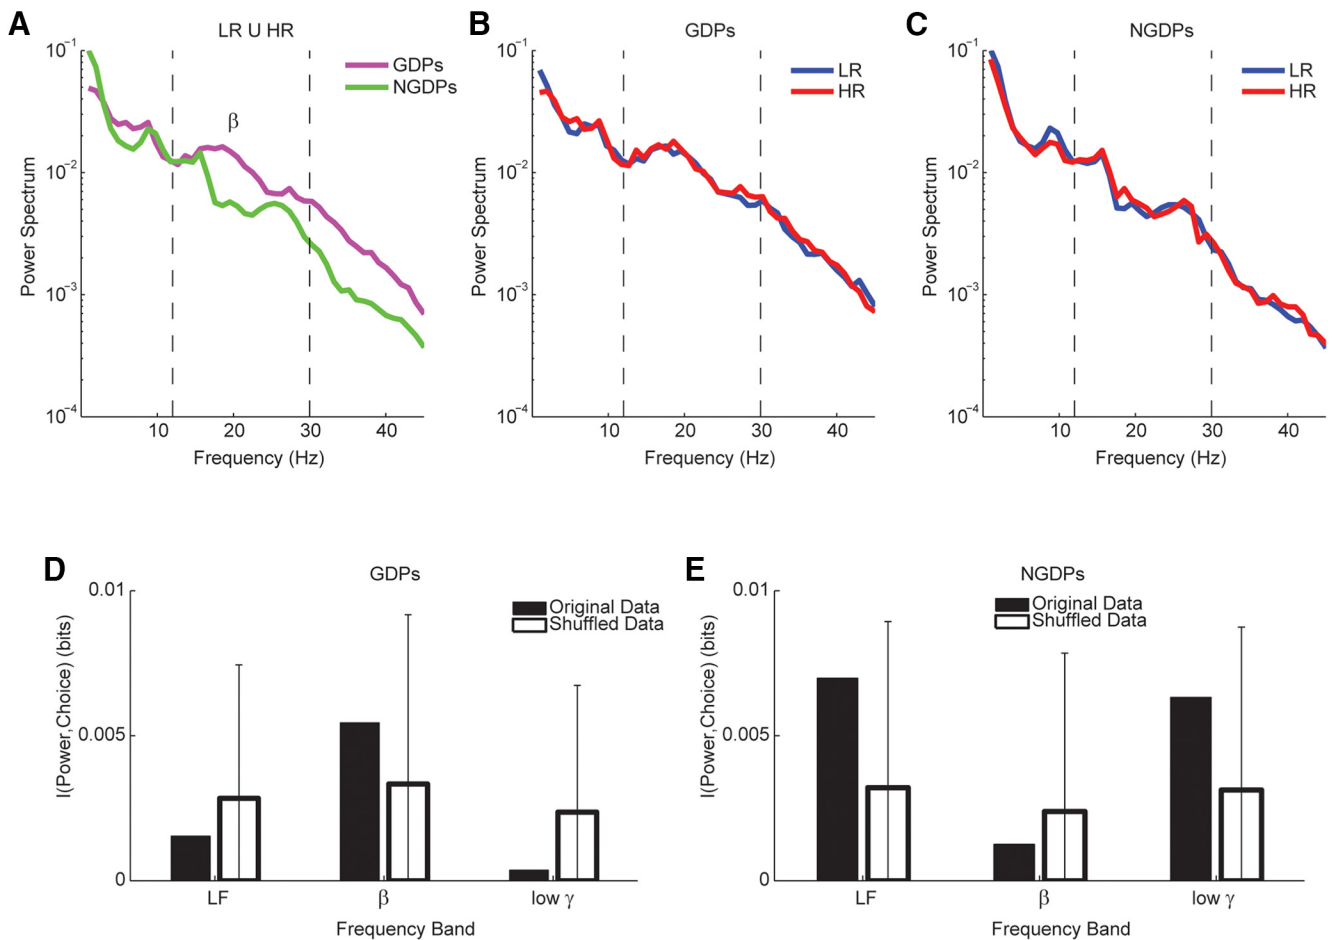 A
LR U HR
GDPs
NGDPs
β
Power Spectrum
10⁻¹
10⁻²
10⁻³
10⁻⁴
10 20 30 40
Frequency (Hz)
B
GDPs
LR
HR
Power Spectrum
10⁻¹
10⁻²
10⁻³
10⁻⁴
10 20 30 40
Frequency (Hz)
C
NGDPs
LR
HR
Power Spectrum
10⁻¹
10⁻²
10⁻³
10⁻⁴
10 20 30 40
Frequency (Hz)
D
GDPs
Original Data
Shuffled Data
I(Power,Choice) (bits)
0.01
0.005
0
LF β low γ
Frequency Band
E
NGDPs
Original Data
Shuffled Data
I(Power,Choice) (bits)
0.01
0.005
0
LF β low γ
Frequency Band